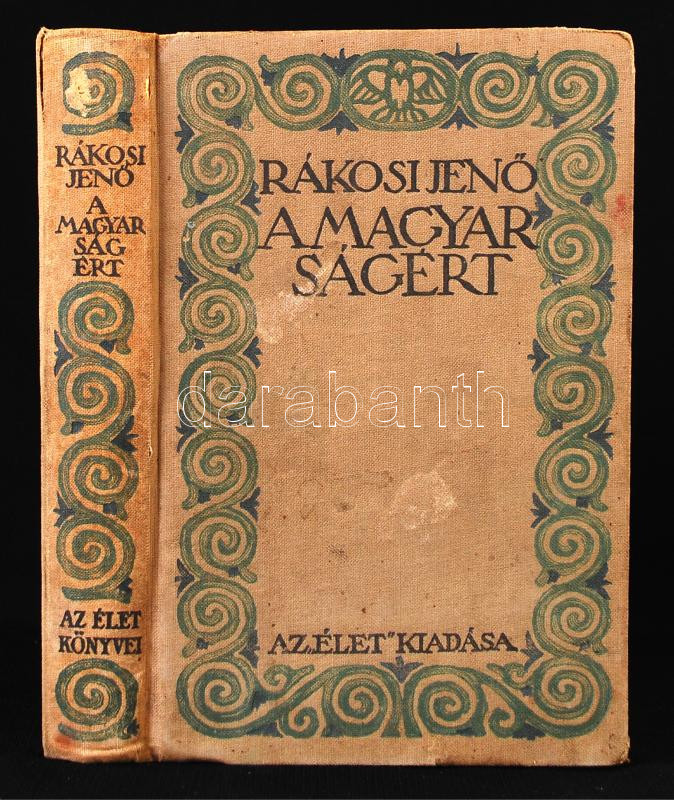 RÁKOSI
JENŐ
A
MAGYAR
SÁG
ÉRT
AZ ÉLET
KÖNYVEI
RÁKOSI JENŐ
A MAGYAR
SÁGÉRT
AZ „ÉLET" KIADÁSA
darabanth